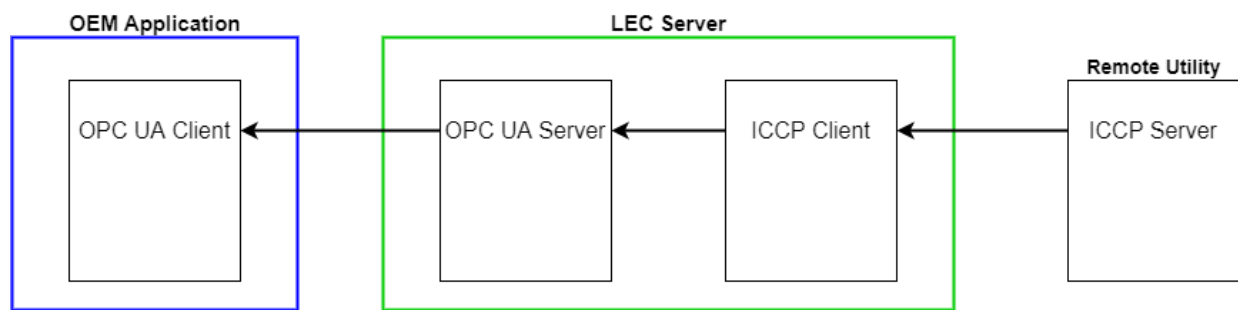 OEM Application
LEC Server
Remote Utility
OPC UA Client
OPC UA Server
ICCP Client
ICCP Server